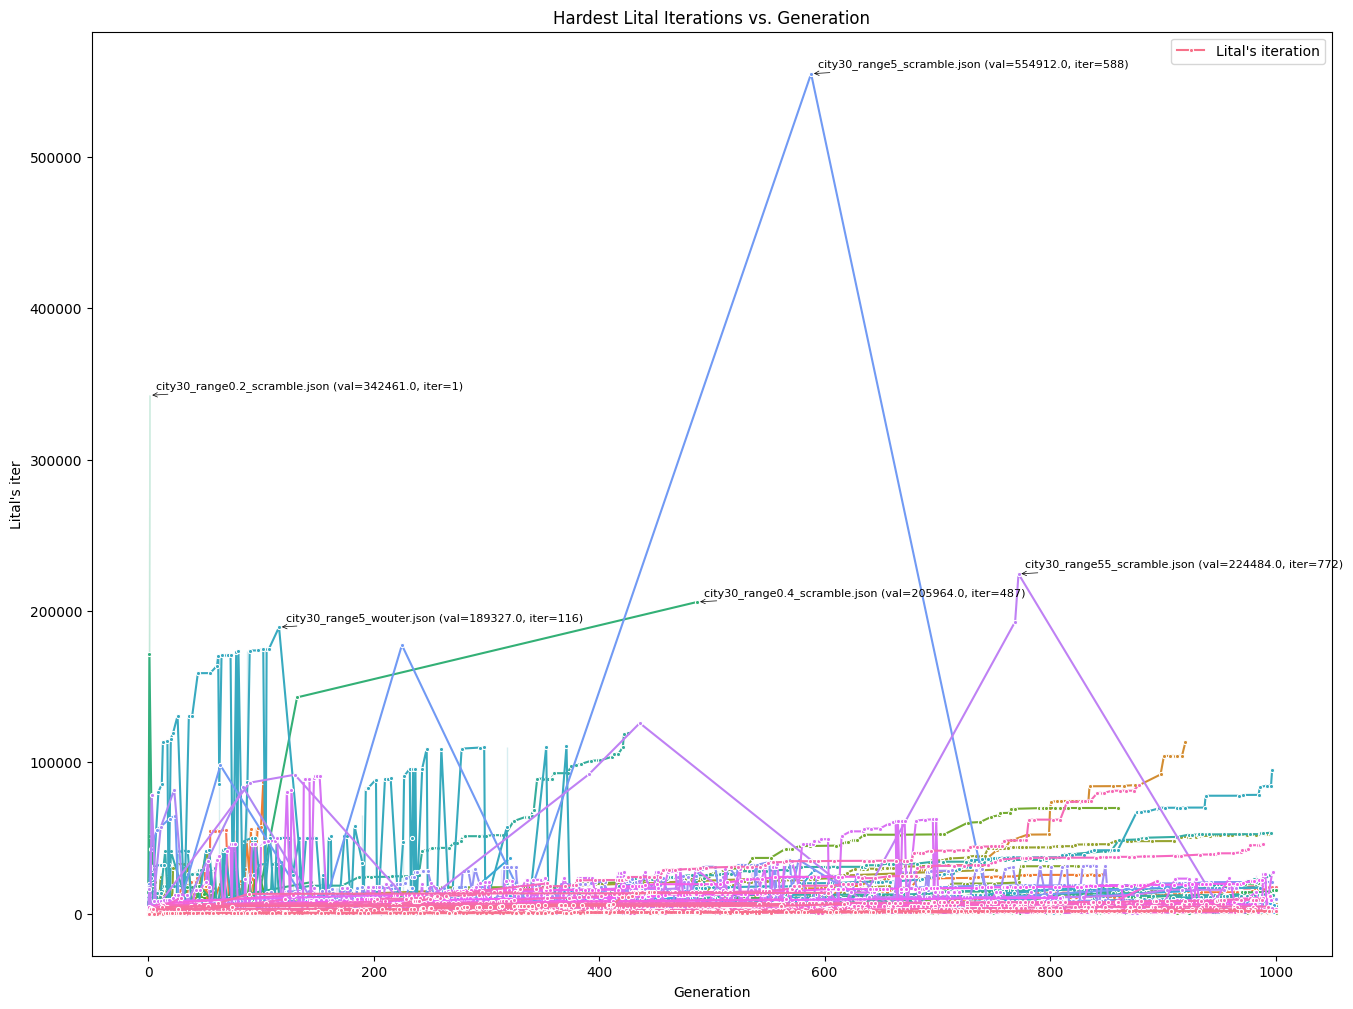 Hardest Lital Iterations vs. Generation
Lital's iteration
city30_range5_scramble.json (val=554912.0, iter=588)
500000
400000
city30_range0.2_scramble.json (val=342461.0, iter=1)
300000
city30_range55_scramble.json (val=224484.0, iter=772)
city30_range0.4_scramble.json (val=205964.0, iter=487)
200000
city30_range5_wouter.json (val=189327.0, iter=116)
100000
0
Lital's iter
0 200 400 600 800 1000
Generation